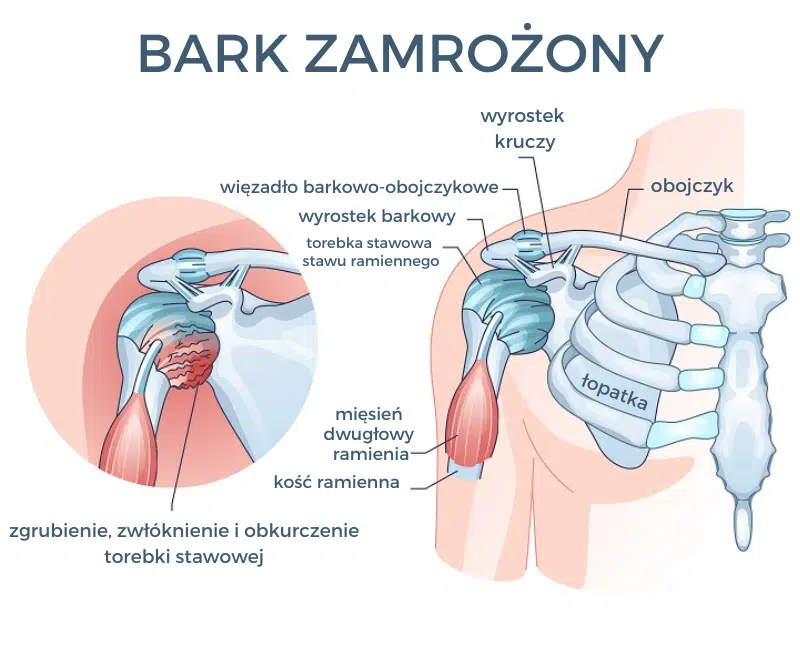 BARK ZAMROŻONY
wyrostek
kruczy
więzadło barkowo-obojczykowe
obojczyk
wyrostek barkowy
torebka stawowa
stawu ramiennego
łopatka
mięsień
dwugłowy
ramienia
kość ramienna
zgrubienie, zwłóknienie i obkurczenie
torebki stawowej